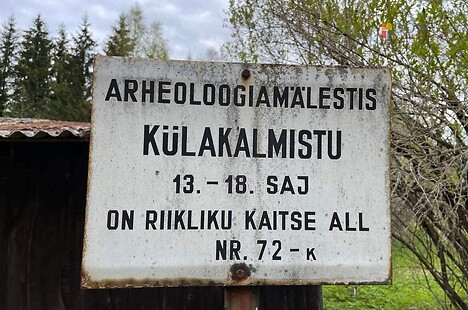 ARHEOLOOGIAMÄLESTIS
KÜLAKALMISTU
13. - 18. SAJ
ON RIIKLIKU KAITSE ALL
NR. 72 - K